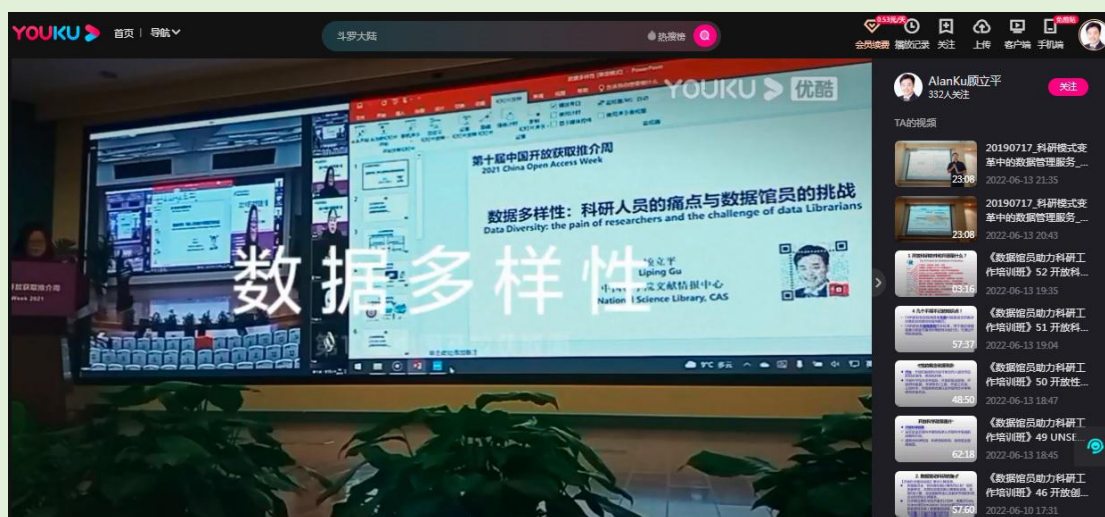 YOUKU
首页
导航
斗罗大陆
热搜榜
0.53元/天
会员续费
播放记录
关注
上传
客户端
免费帖
手机端
YOUKU 优酷
第十届中国开放获取推介周
2021 China Open Access Week
数据多样性：科研人员的痛点与数据馆员的挑战
Data Diversity: the pain of researchers and the challenge of data Librarians
Liping Gu
National Science Library, CAS
数据多样性
Week 2021
9°C 多云
AlanKu顾立平
332人关注
关注
TA的视频
20190717_科研模式变
革中的数据管理服务_...
23:08
2022-06-13 21:35
20190717_科研模式变
革中的数据管理服务_...
23:08
2022-06-13 20:43
《数据馆员助力科研工
作培训班》52 开放科...
03:16
2022-06-13 19:35
《数据馆员助力科研工
作培训班》51 开放科...
57:37
2022-06-13 19:04
《数据馆员助力科研工
作培训班》50 开放性...
48:50
2022-06-13 18:47
《数据馆员助力科研工
作培训班》49 UNSE...
62:18
2022-06-13 18:45
《数据馆员助力科研工
作培训班》46 开放创...
57:60
2022-06-10 17:31